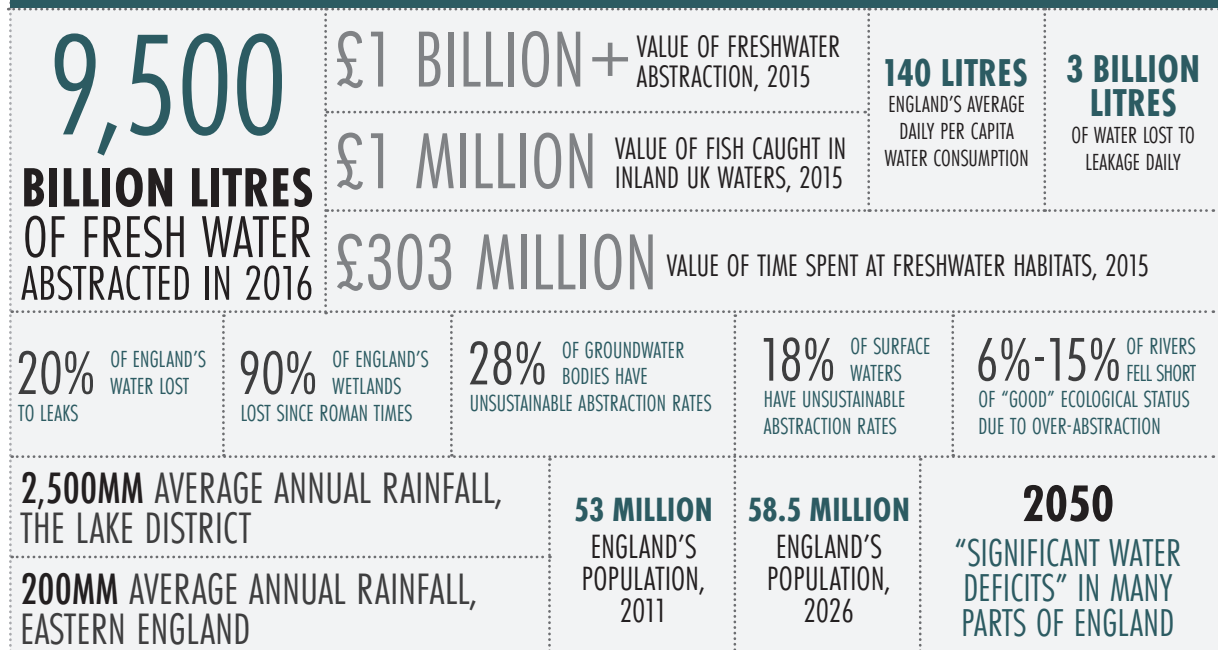 9,500
BILLION LITRES
OF FRESH WATER
ABSTRACTED IN 2016
£1 BILLION+ VALUE OF FRESHWATER
ABSTRACTION, 2015
£1 MILLION VALUE OF FISH CAUGHT IN
INLAND UK WATERS, 2015
£303 MILLION VALUE OF TIME SPENT AT FRESHWATER HABITATS, 2015
140 LITRES
ENGLAND'S AVERAGE
DAILY PER CAPITA
WATER CONSUMPTION
3 BILLION
LITRES
OF WATER LOST TO
LEAKAGE DAILY
20% OF ENGLAND'S
WATER LOST
TO LEAKS
90% OF ENGLAND'S
WETLANDS
LOST SINCE ROMAN TIMES
28% OF GROUNDWATER
BODIES HAVE
UNSUSTAINABLE ABSTRACTION RATES
18% OF SURFACE
WATERS
HAVE UNSUSTAINABLE
ABSTRACTION RATES
6%-15% OF RIVERS
FELL SHORT
OF "GOOD" ECOLOGICAL STATUS
DUE TO OVER-ABSTRACTION
2,500MM AVERAGE ANNUAL RAINFALL,
THE LAKE DISTRICT
200MM AVERAGE ANNUAL RAINFALL,
EASTERN ENGLAND
53 MILLION
ENGLAND'S
POPULATION,
2011
58.5 MILLION
ENGLAND'S
POPULATION,
2026
2050
"SIGNIFICANT WATER
DEFICITS" IN MANY
PARTS OF ENGLAND